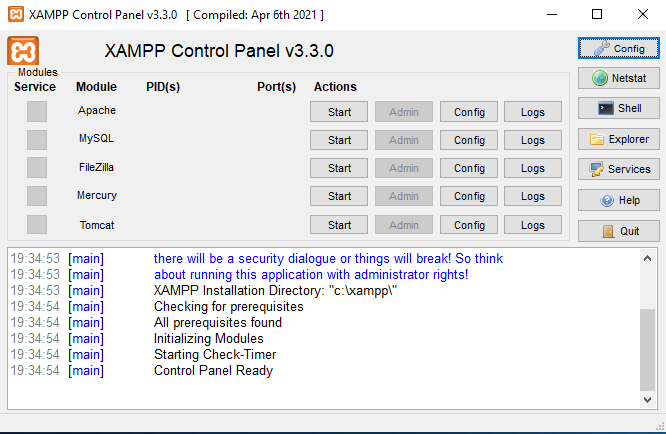 XAMPP Control Panel v3.3.0 [ Compiled: Apr 6th 2021 ]
XAMPP Control Panel v3.3.0
Config
Modules
Service Module PID(s) Port(s) Actions
Netstat
Apache Start Admin Config Logs
Shell
MySQL Start Admin Config Logs
Explorer
FileZilla Start Admin Config Logs
Services
Mercury Start Admin Config Logs
Help
Tomcat Start Admin Config Logs
Quit
19:34:53 [main] there will be a security dialogue or things will break! So think
19:34:53 [main] about running this application with administrator rights!
19:34:53 [main] XAMPP Installation Directory: "c:\xampp\"
19:34:54 [main] Checking for prerequisites
19:34:54 [main] All prerequisites found
19:34:54 [main] Initializing Modules
19:34:54 [main] Starting Check-Timer
19:34:54 [main] Control Panel Ready